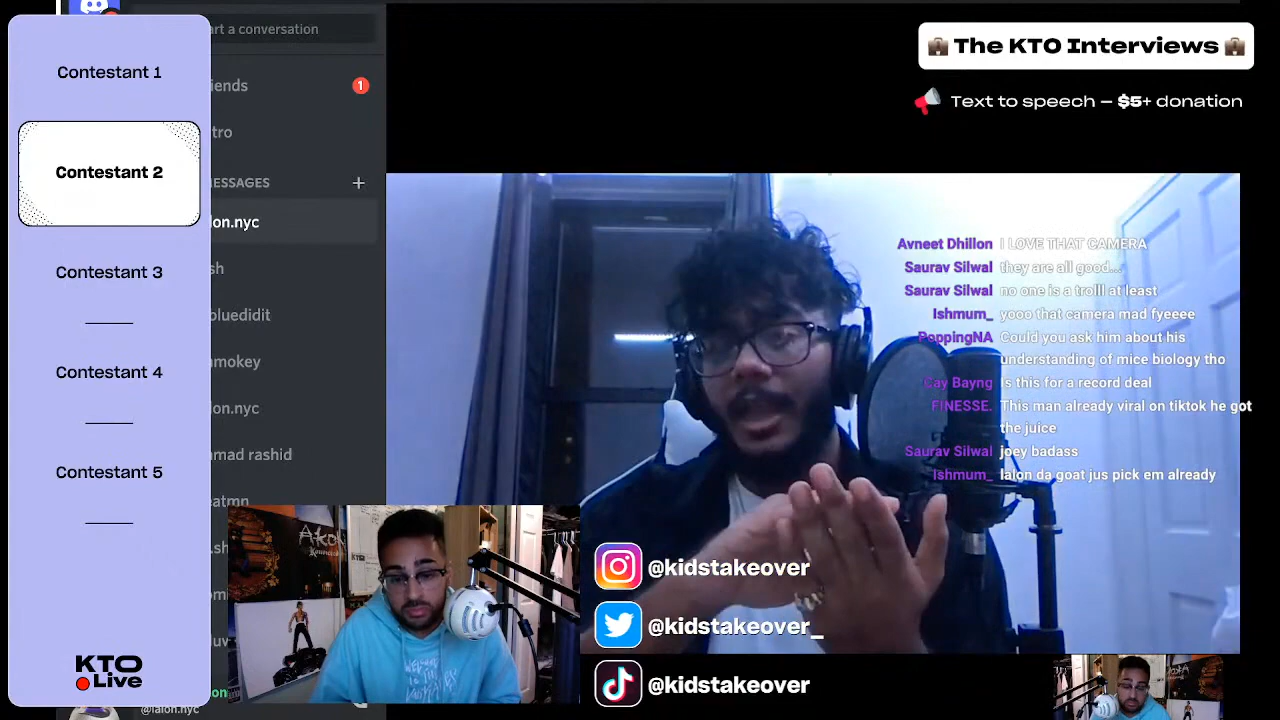 Contestant 1
Contestant 2
Contestant 3
Contestant 4
Contestant 5
KTO
Live
art a conversation
iends
1
tro
ESSAGES
+
lon.nyc
sh
bluedidit
mokey
on.nyc
mad rashid
eatmn
.sh
@lalon.nyc
The KTO Interviews
Text to speech – $5+ donation
Avneet Dhillon I LOVE THAT CAMERA
Saurav Silwal they are all good...
Saurav Silwal no one is a trolll at least
Ishmum_ yooo that camera mad fyeeee
PoppingNA Could you ask him about his
understanding of mice biology tho
Cay Bayng Is this for a record deal
FINESSE. This man already viral on tiktok he got
the juice
Saurav Silwal joey badass
Ishmum_ lalon da goat jus pick em already
@kidstakeover
@kidstakeover_
@kidstakeover